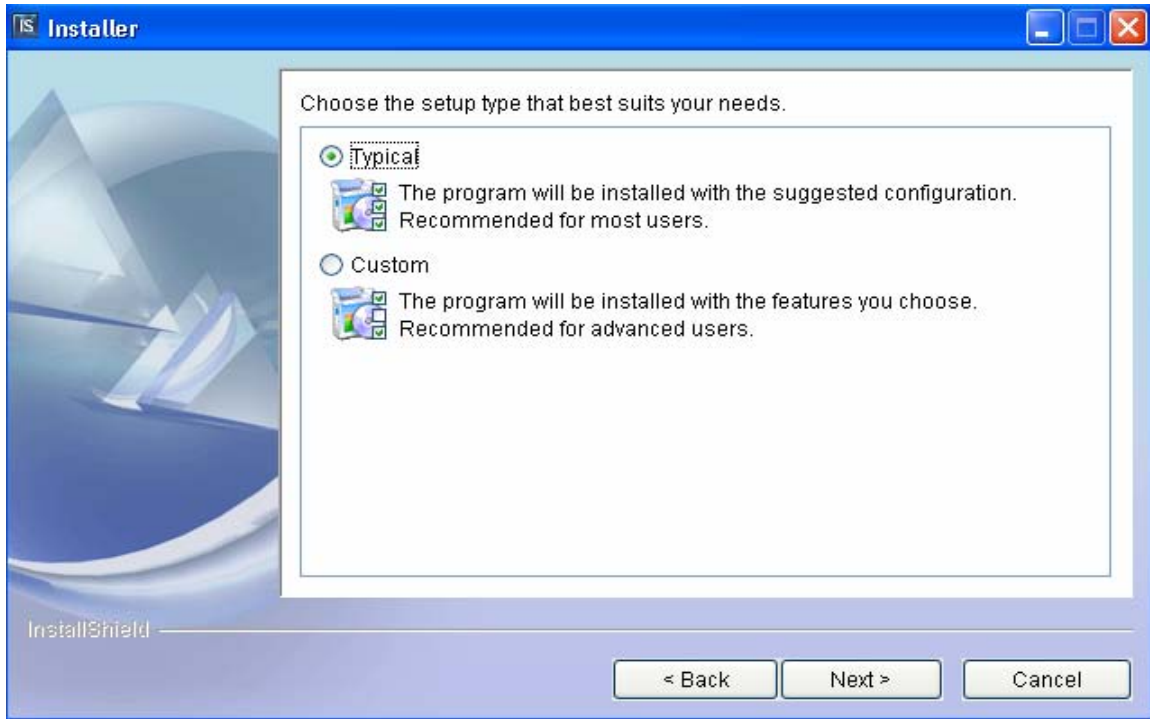 IS Installer
Choose the setup type that best suits your needs.
Typical
The program will be installed with the suggested configuration.
Recommended for most users.
Custom
The program will be installed with the features you choose.
Recommended for advanced users.
InstallShield
< Back Next > Cancel